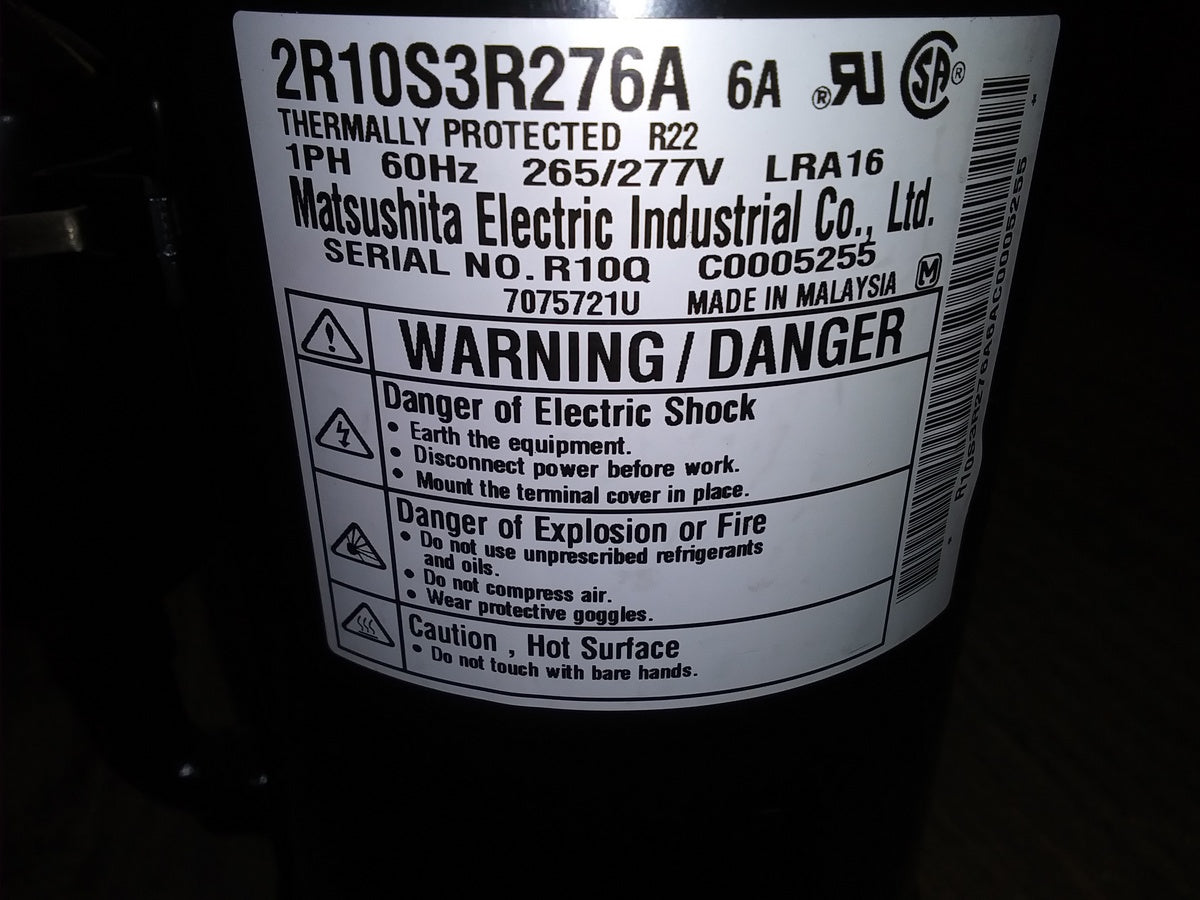 2R10S3R276A 6A ®RU SA®
THERMALLY PROTECTED R22
1PH 60Hz 265/277V LRA16
Matsushita Electric Industrial Co., Ltd.
SERIAL NO. R10Q C0005255
7075721U MADE IN MALAYSIA M
WARNING / DANGER
Danger of Electric Shock
• Earth the equipment.
• Disconnect power before work.
• Mount the terminal cover in place.
Danger of Explosion or Fire
• Do not use unprescribed refrigerants
and oils.
• Do not compress air.
• Wear protective goggles.
Caution , Hot Surface
• Do not touch with bare hands.
R10S3R276A6AC0005255